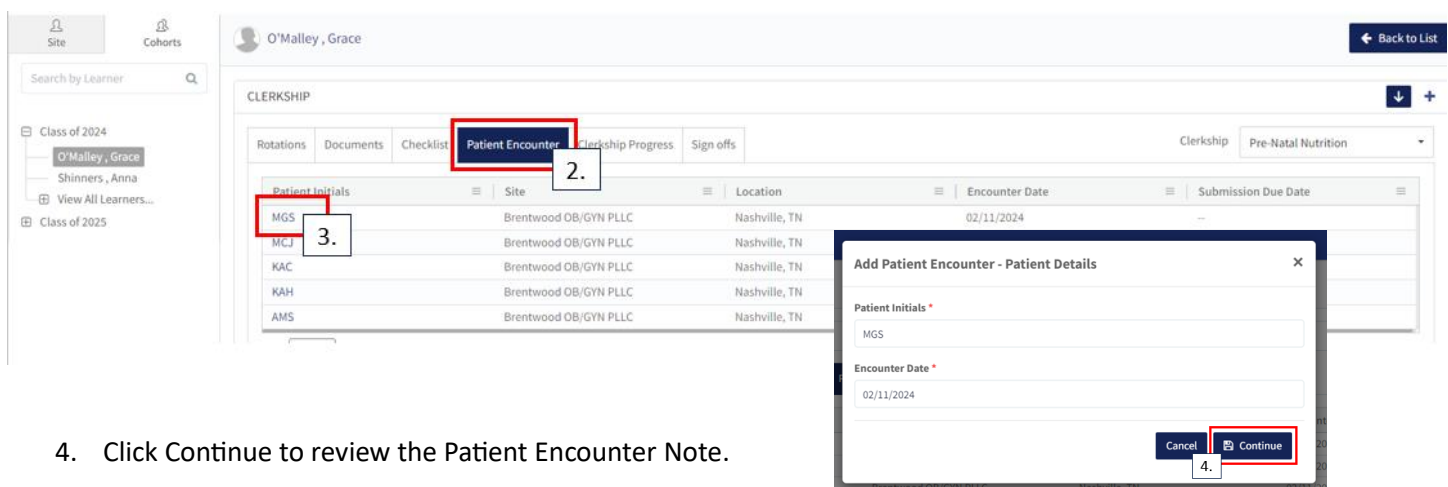 Site Cohorts
Search by Learner
Class of 2024
O'Malley , Grace
Shinners , Anna
View All Learners...
Class of 2025
O'Malley , Grace
Back to List
CLERKSHIP
Rotations Documents Checklist Patient Encounter Clerkship Progress Sign offs
Clerkship Pre-Natal Nutrition
2.
Patient Initials Site Location Encounter Date Submission Due Date
MGS Brentwood OB/GYN PLLC Nashville, TN 02/11/2024 --
3.
MCJ Brentwood OB/GYN PLLC Nashville, TN
KAC Brentwood OB/GYN PLLC Nashville, TN
KAH Brentwood OB/GYN PLLC Nashville, TN
AMS Brentwood OB/GYN PLLC Nashville, TN
Add Patient Encounter - Patient Details ×
Patient Initials *
MGS
Encounter Date *
02/11/2024
Cancel Continue
4.
4. Click Continue to review the Patient Encounter Note.